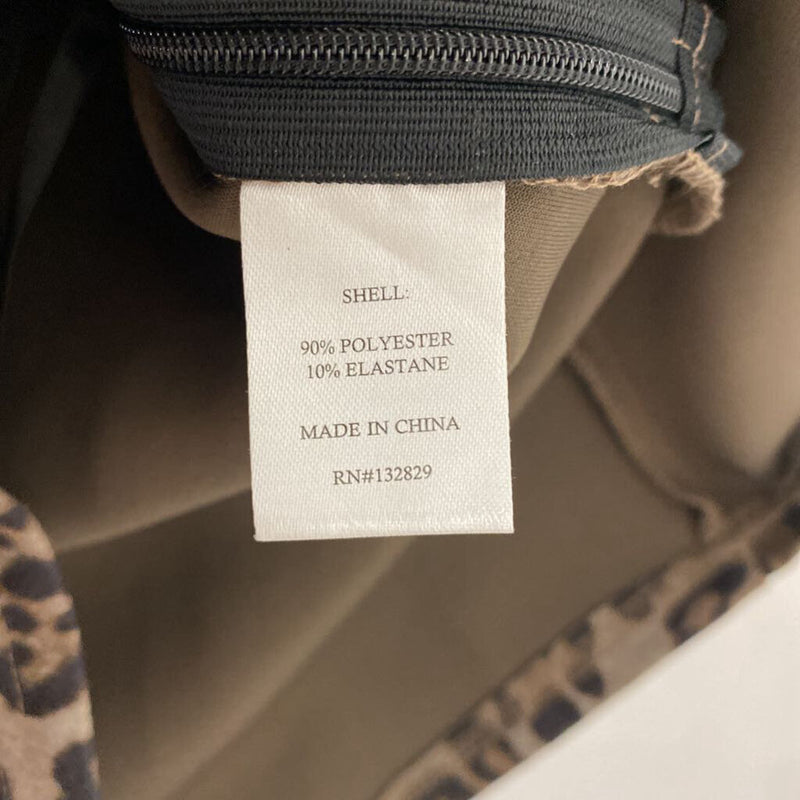 SHELL:
90% POLYESTER
10% ELASTANE
MADE IN CHINA
RN#132829